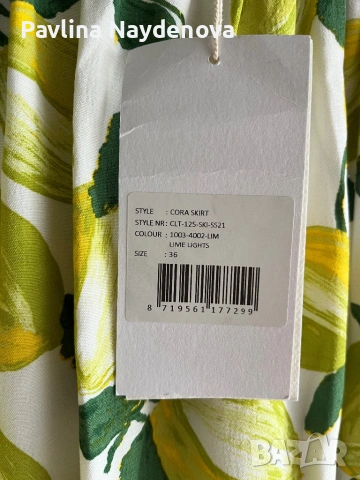 Pavlina Naydenova
STYLE : CORA SKIRT
STYLE NR : CLT-125-SKI-SS21
COLOUR : 1003-4002-LIM
LIME LIGHTS
SIZE : 36
8 719561 177299
BAZAR